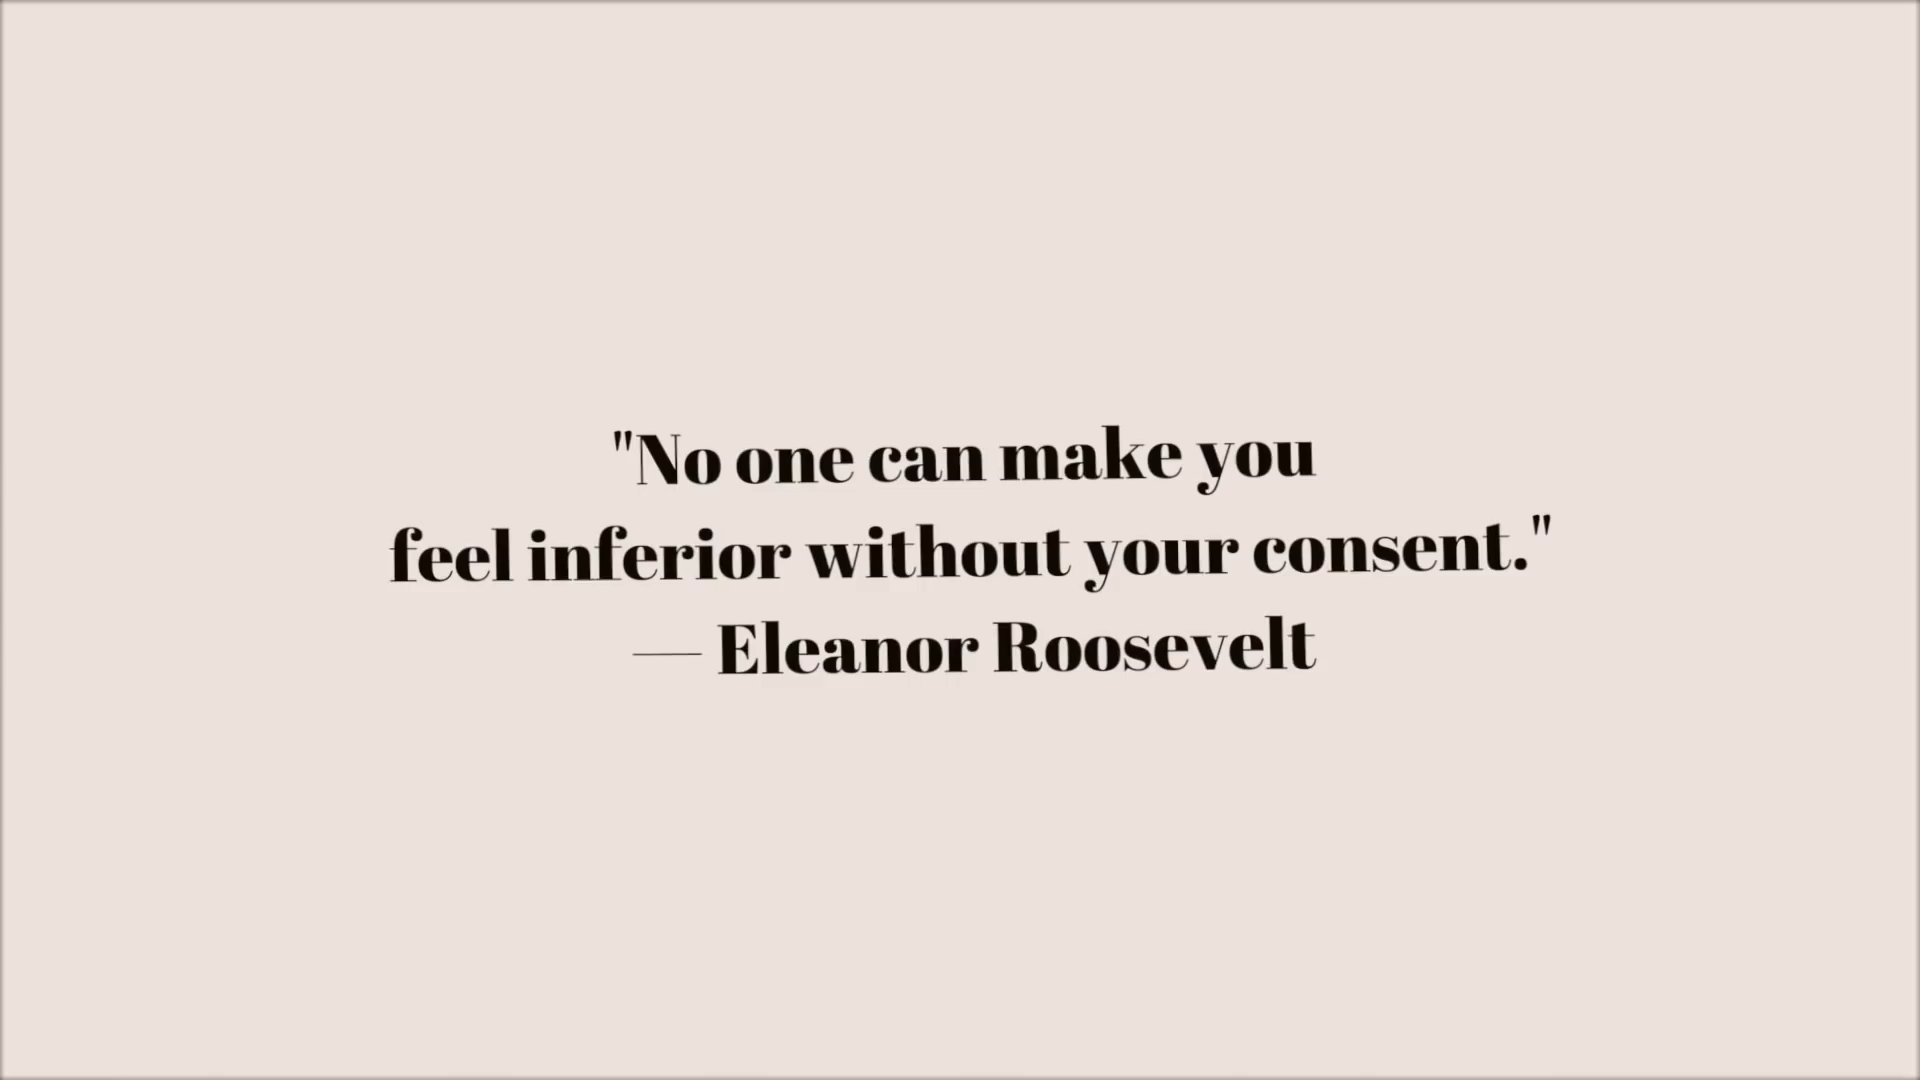 "No one can make you
feel inferior without your consent."
— Eleanor Roosevelt